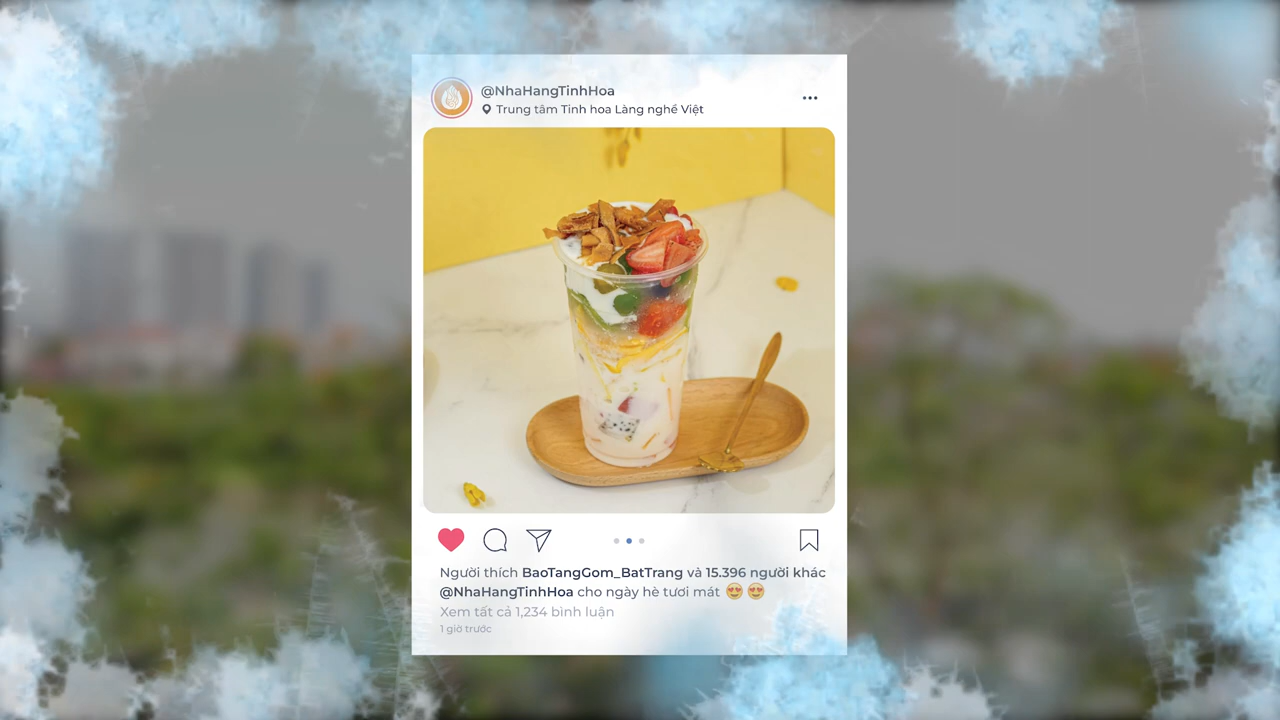 @NhaHangTinhHoa
Trung tâm Tinh hoa Làng nghề Việt
Người thích BaoTangGom_BatTrang và 15.396 người khác
@NhaHangTinhHoa cho ngày hè tươi mát 😍 😍
Xem tất cả 1,234 bình luận
1 giờ trước